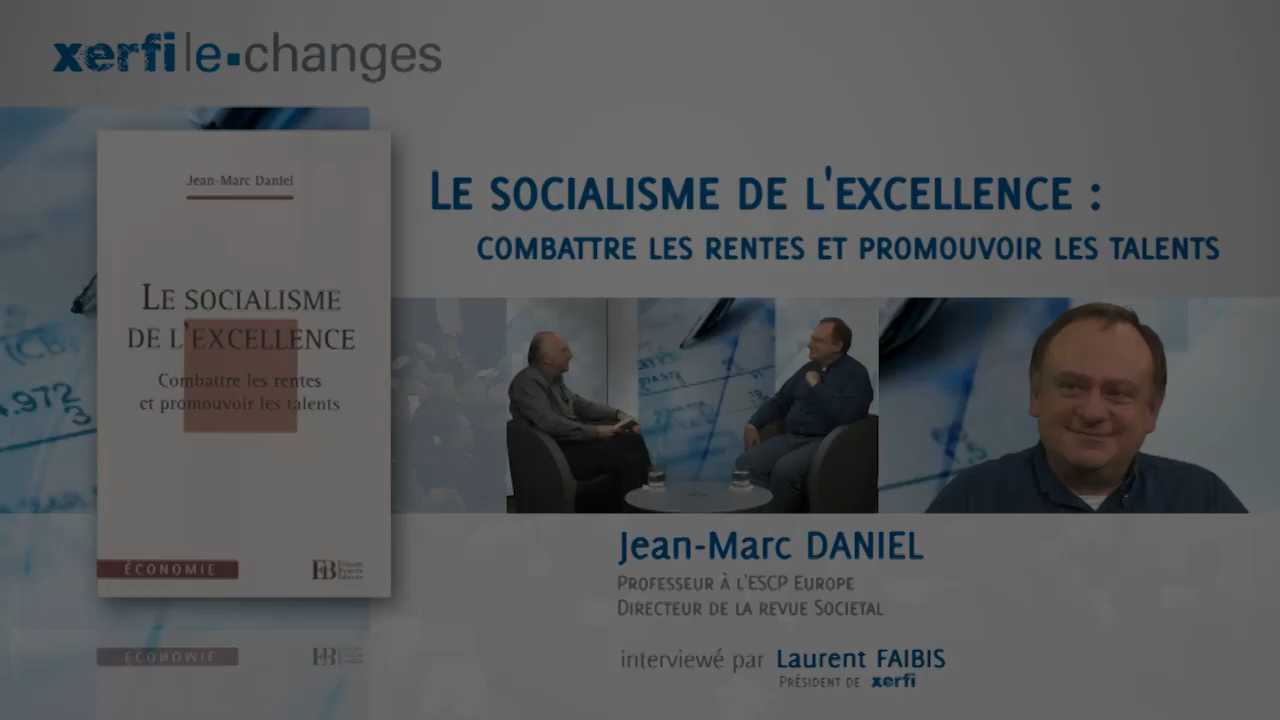 xerfi le·changes
Jean-Marc Daniel
LE SOCIALISME
DE L'EXCELLENCE
Combattre les rentes
et promouvoir les talents
ÉCONOMIE
LE SOCIALISME DE L'EXCELLENCE :
COMBATTRE LES RENTES ET PROMOUVOIR LES TALENTS
Jean-Marc DANIEL
PROFESSEUR À L'ESCP EUROPE
DIRECTEUR DE LA REVUE SOCIETAL
interviewé par Laurent FAIBIS
PRÉSIDENT DE xerfi